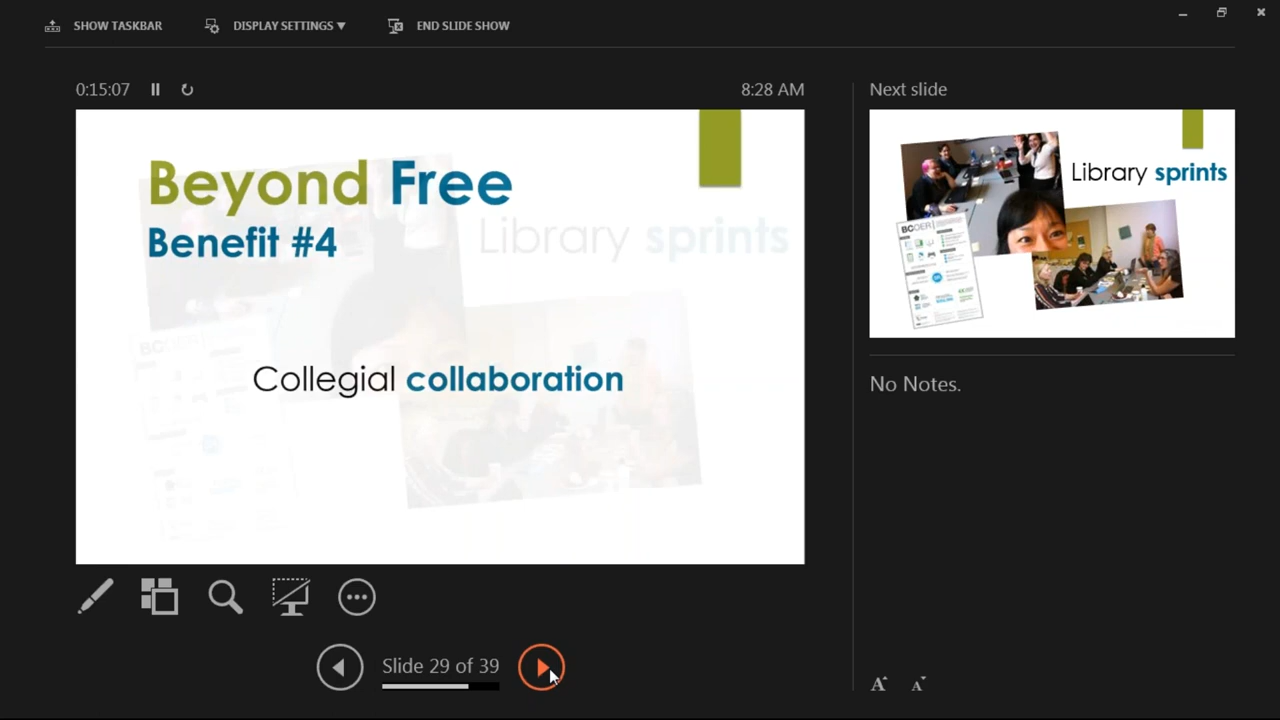 SHOW TASKBAR
DISPLAY SETTINGS ▼
END SLIDE SHOW
0:15:07
8:28 AM
Beyond Free
Benefit #4
Library sprints
Collegial collaboration
Slide 29 of 39
Next slide
Library sprints
BCOER
No Notes.
A
A